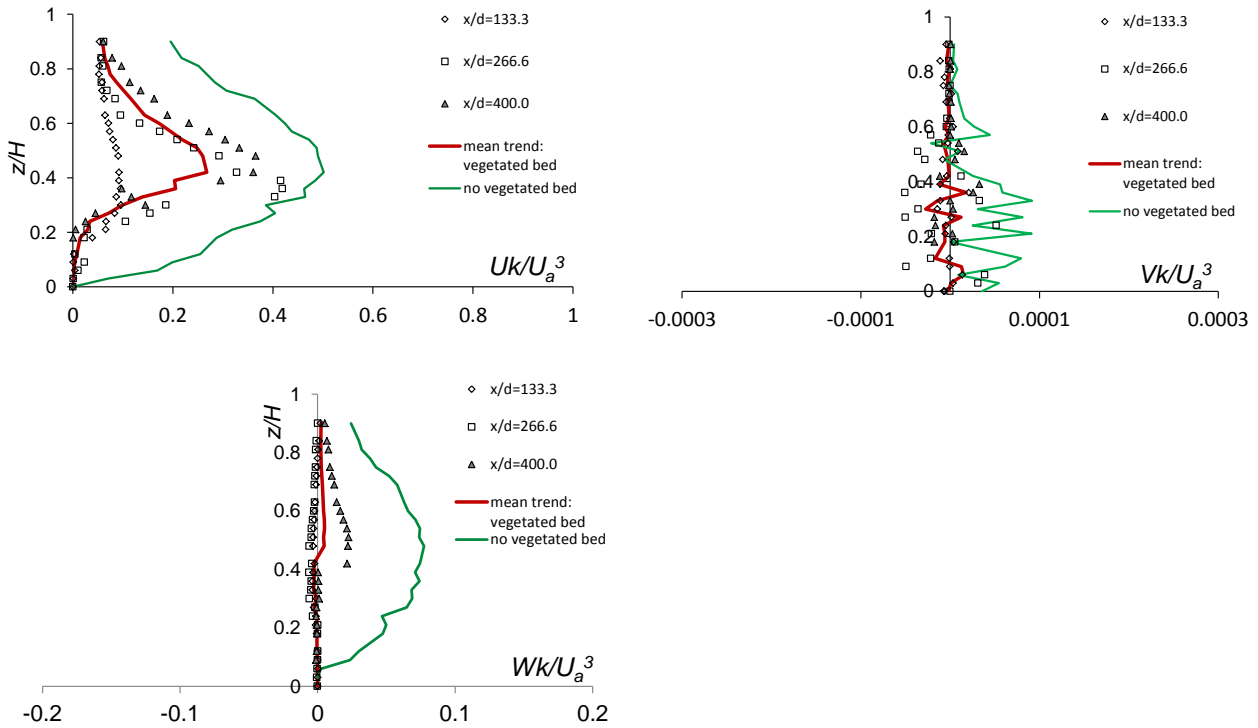 1
0.8
0.6
0.4
0.2
0
z/H
0
0.2
0.4
0.6
0.8
1
Uk/Uₐ³
x/d=133.3
x/d=266.6
x/d=400.0
mean trend:
vegetated bed
no vegetated bed
1
0.8
0.6
0.4
0.2
0
z/H
-0.0003
-0.0001
0.0001
0.0003
Vk/Uₐ³
x/d=133.3
x/d=266.6
x/d=400.0
mean trend:
vegetated bed
no vegetated bed
1
0.8
0.6
0.4
0.2
0
z/H
-0.2
-0.1
0
0.1
0.2
Wk/Uₐ³
x/d=133.3
x/d=266.6
x/d=400.0
mean trend:
vegetated bed
no vegetated bed